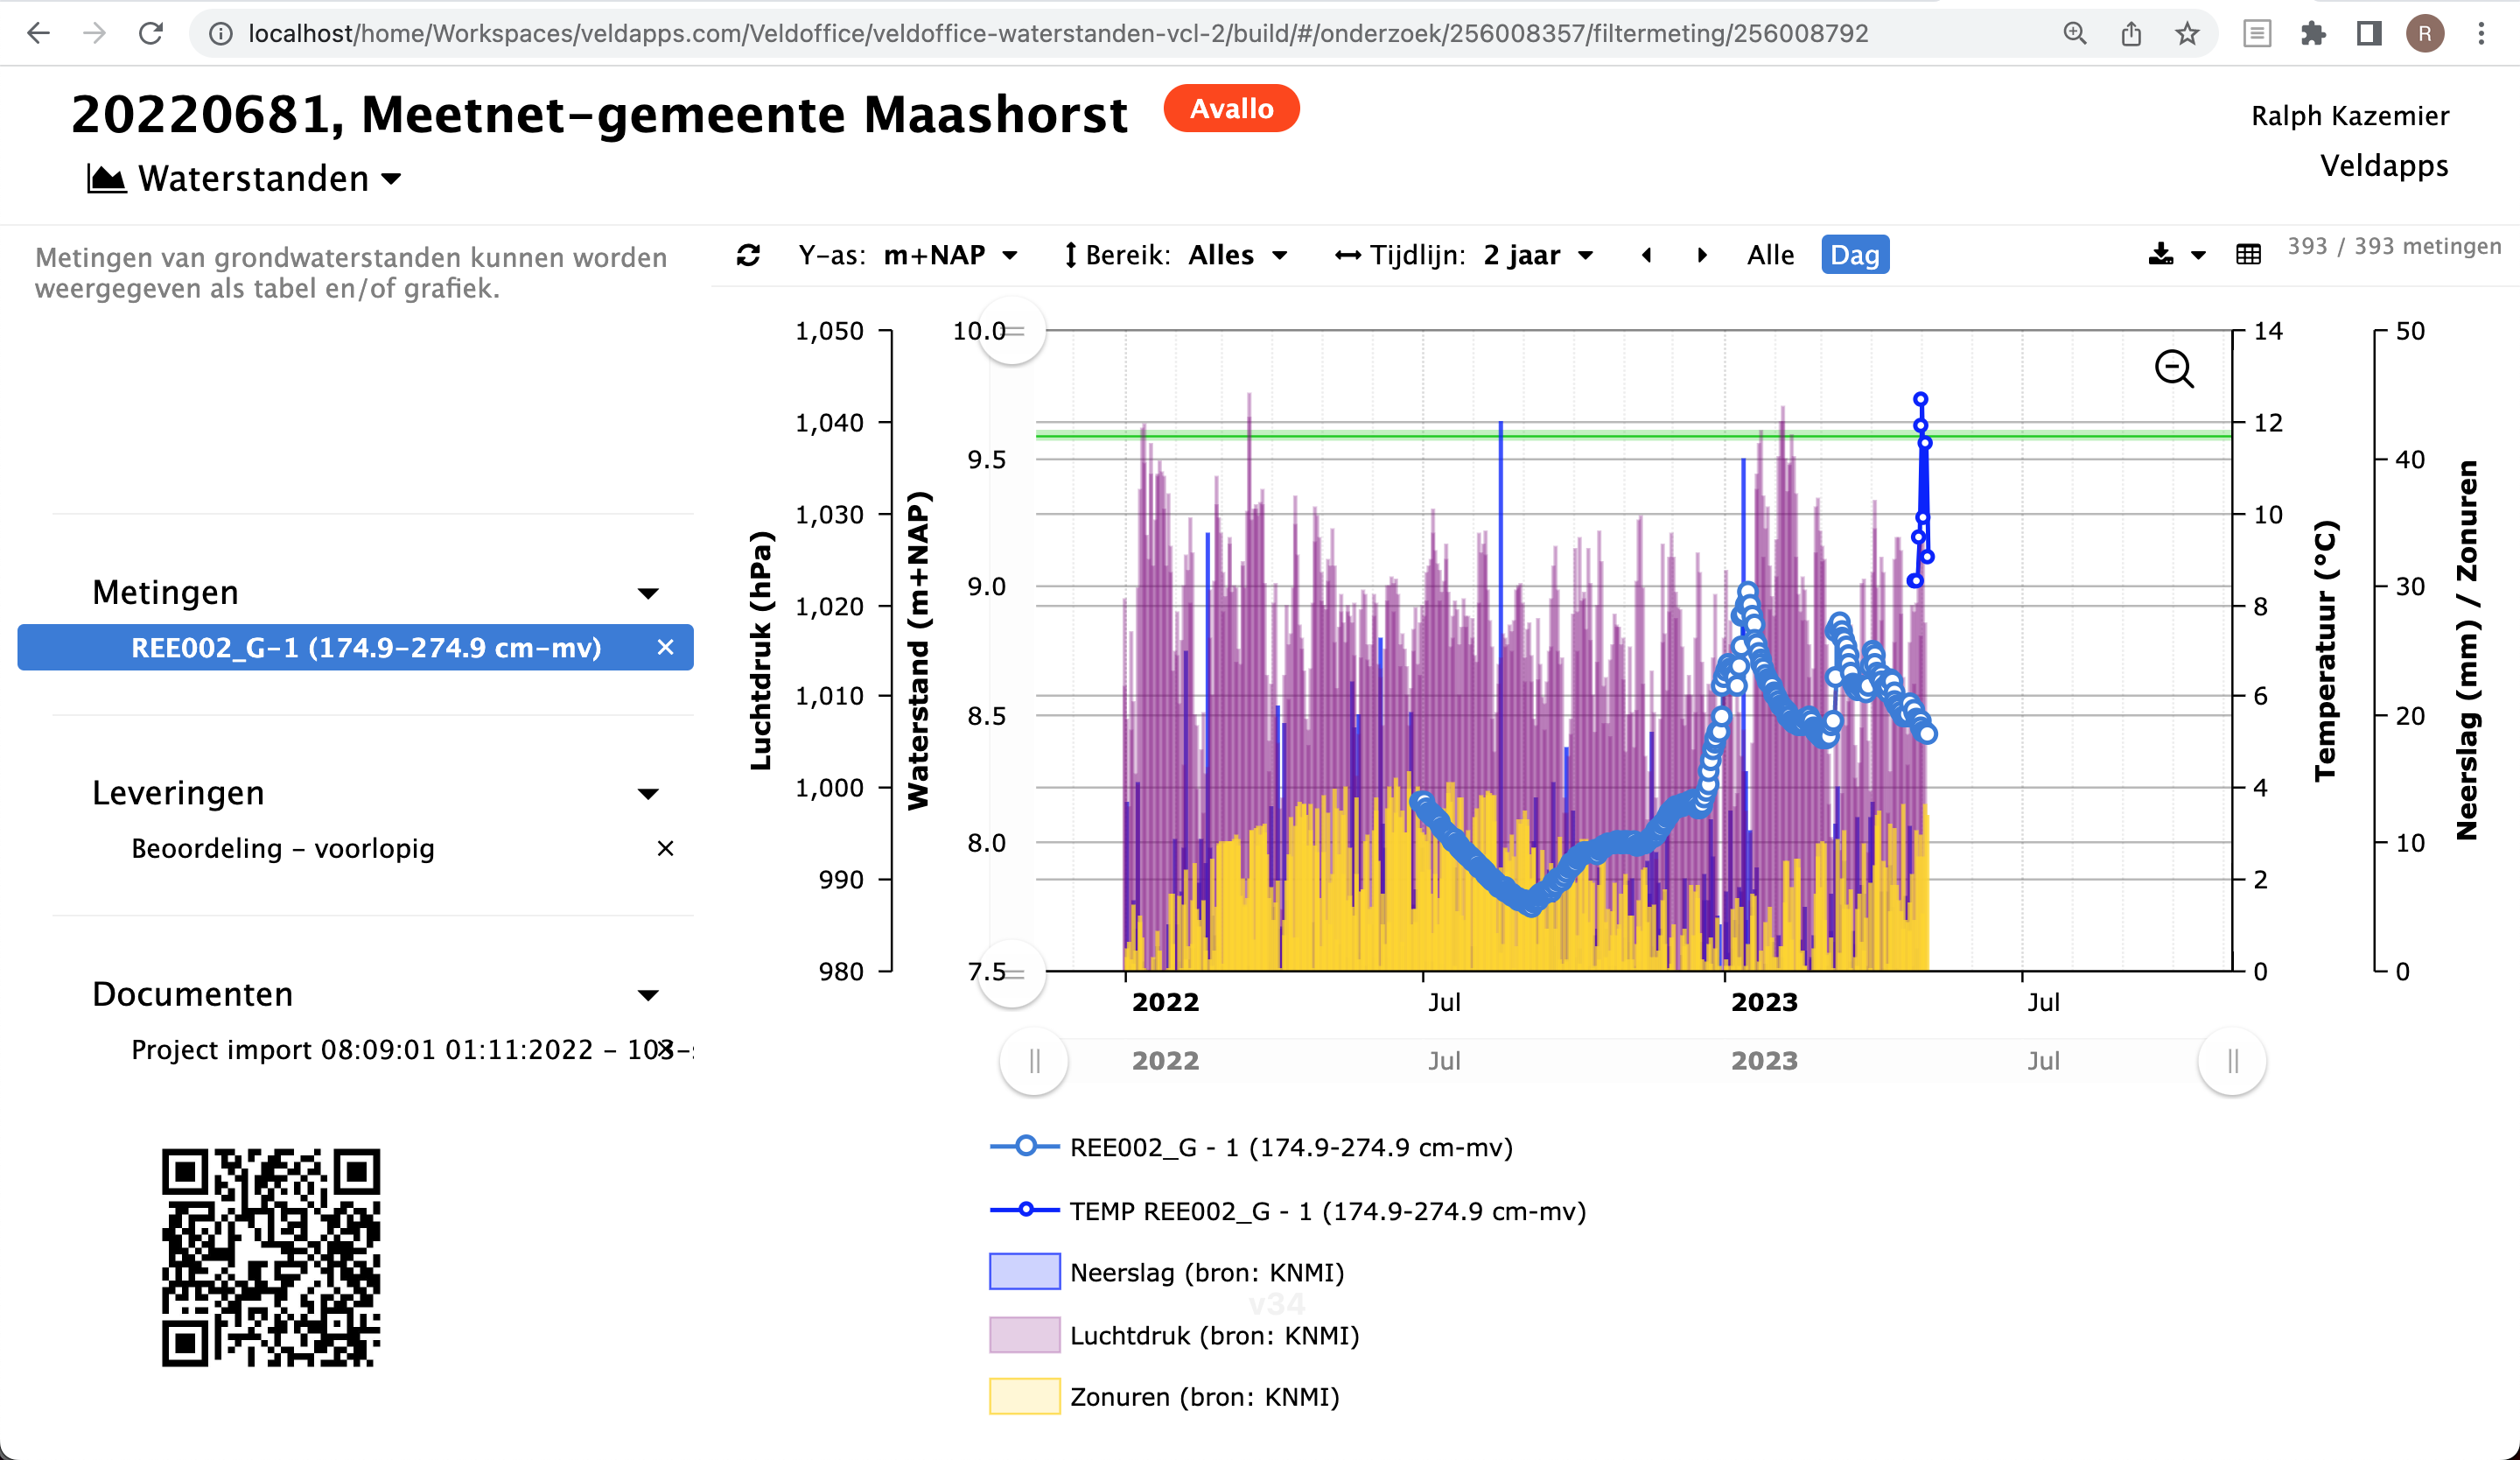 localhost/home/Workspaces/veldapps.com/Veldoffice/veldoffice-waterstanden-vcl-2/build/#/onderzoek/256008357/filtermeting/256008792
R
20220681, Meetnet-gemeente Maashorst
Avallo
Ralph Kazemier
Waterstanden
Veldapps
Metingen van grondwaterstanden kunnen worden
weergegeven als tabel en/of grafiek.
Y-as: m+NAP
Bereik: Alles
Tijdlijn: 2 jaar
Alle
Dag
393 / 393 metingen
Metingen
REE002_G-1 (174.9-274.9 cm-mv)
Leveringen
Beoordeling - voorlopig
Documenten
Project import 08:09:01 01:11:2022 - 103-
Luchtdruk (hPa)
1,050
1,040
1,030
1,020
1,010
1,000
990
980
Waterstand (m+NAP)
10.0
9.5
9.0
8.5
8.0
7.5
14
12
10
8
6
4
2
0
Temperatuur (°C)
50
40
30
20
10
0
Neerslag (mm) / Zonuren
2022
Jul
2023
Jul
2022
Jul
2023
Jul
REE002_G - 1 (174.9-274.9 cm-mv)
TEMP REE002_G - 1 (174.9-274.9 cm-mv)
Neerslag (bron: KNMI)
v34
Luchtdruk (bron: KNMI)
Zonuren (bron: KNMI)